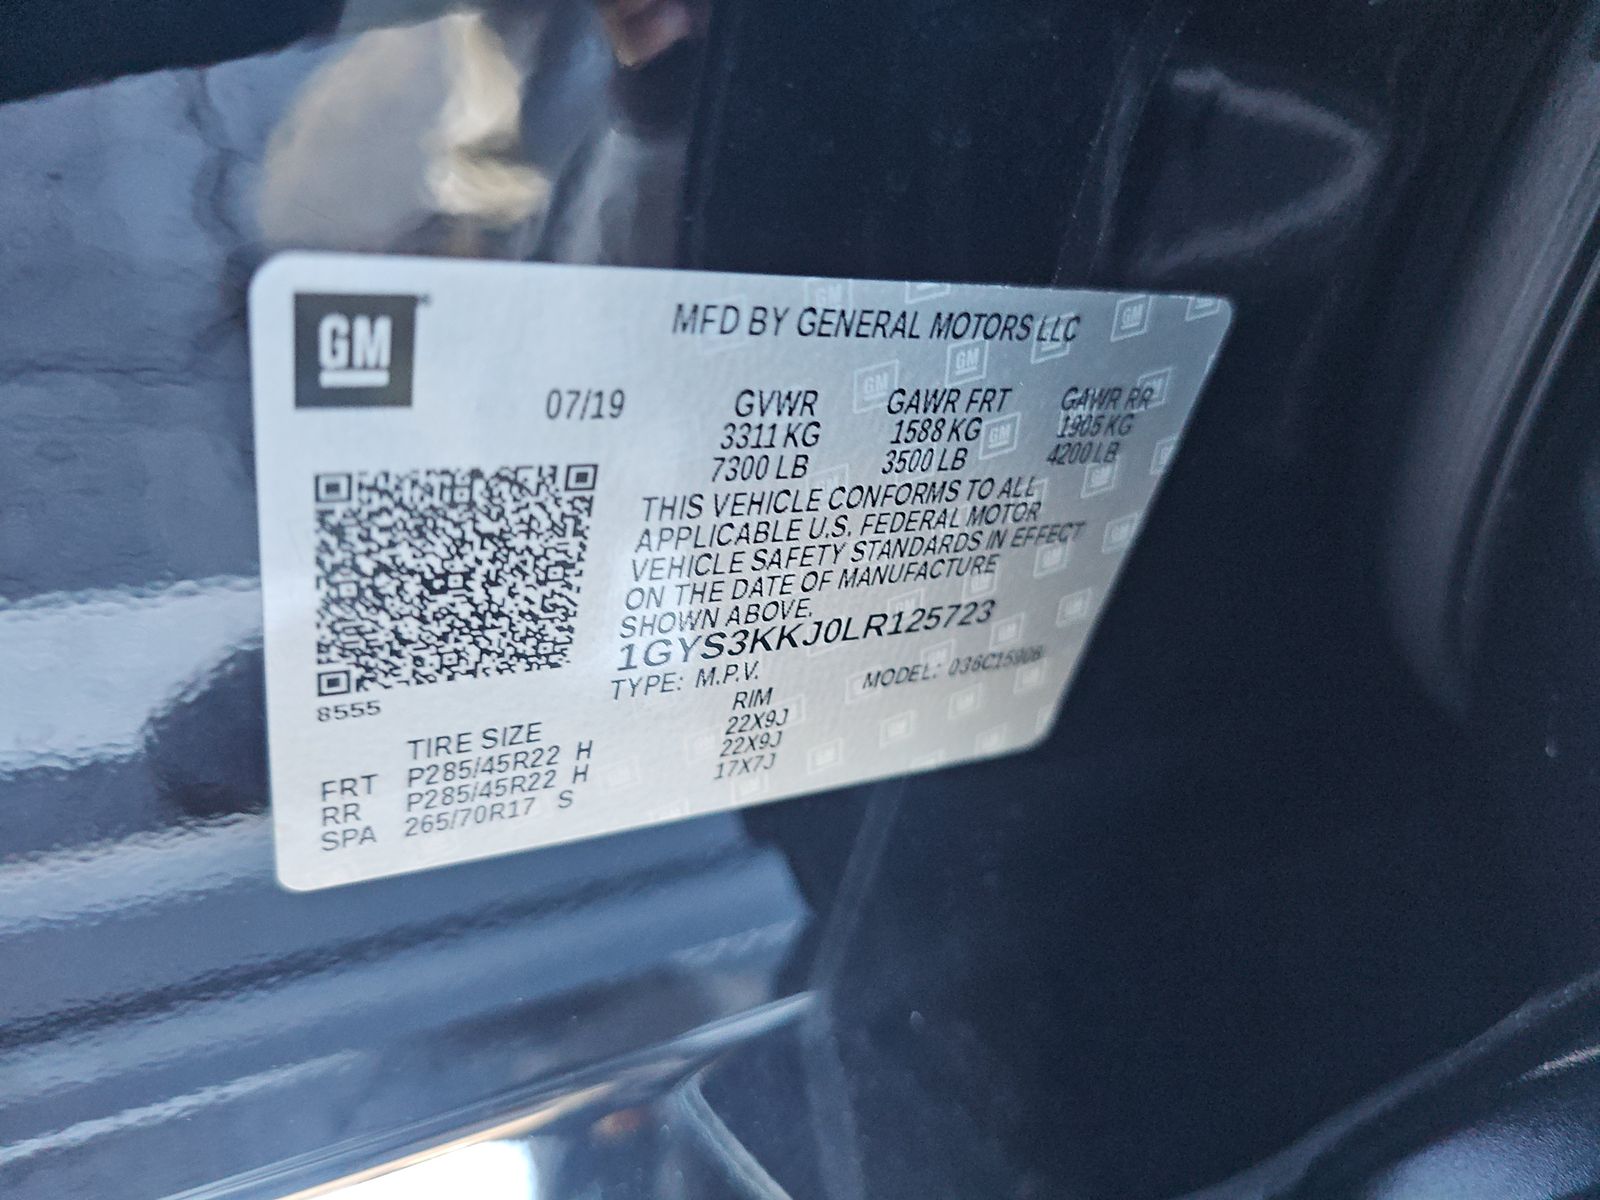 GM
MFD BY GENERAL MOTORS LLC
07/19
GVWR GAWR FRT GAWR RR
3311 KG 1588 KG 1905 KG
7300 LB 3500 LB 4200 LB
THIS VEHICLE CONFORMS TO ALL
APPLICABLE U.S. FEDERAL MOTOR
VEHICLE SAFETY STANDARDS IN EFFECT
ON THE DATE OF MANUFACTURE
SHOWN ABOVE.
1GYS3KKJ0LR125723
TYPE: M.P.V. MODEL:
8555
TIRE SIZE RIM
FRT P285/45R22 H 22X9J
RR P285/45R22 H 22X9J
SPA 265/70R17 S 17X7J